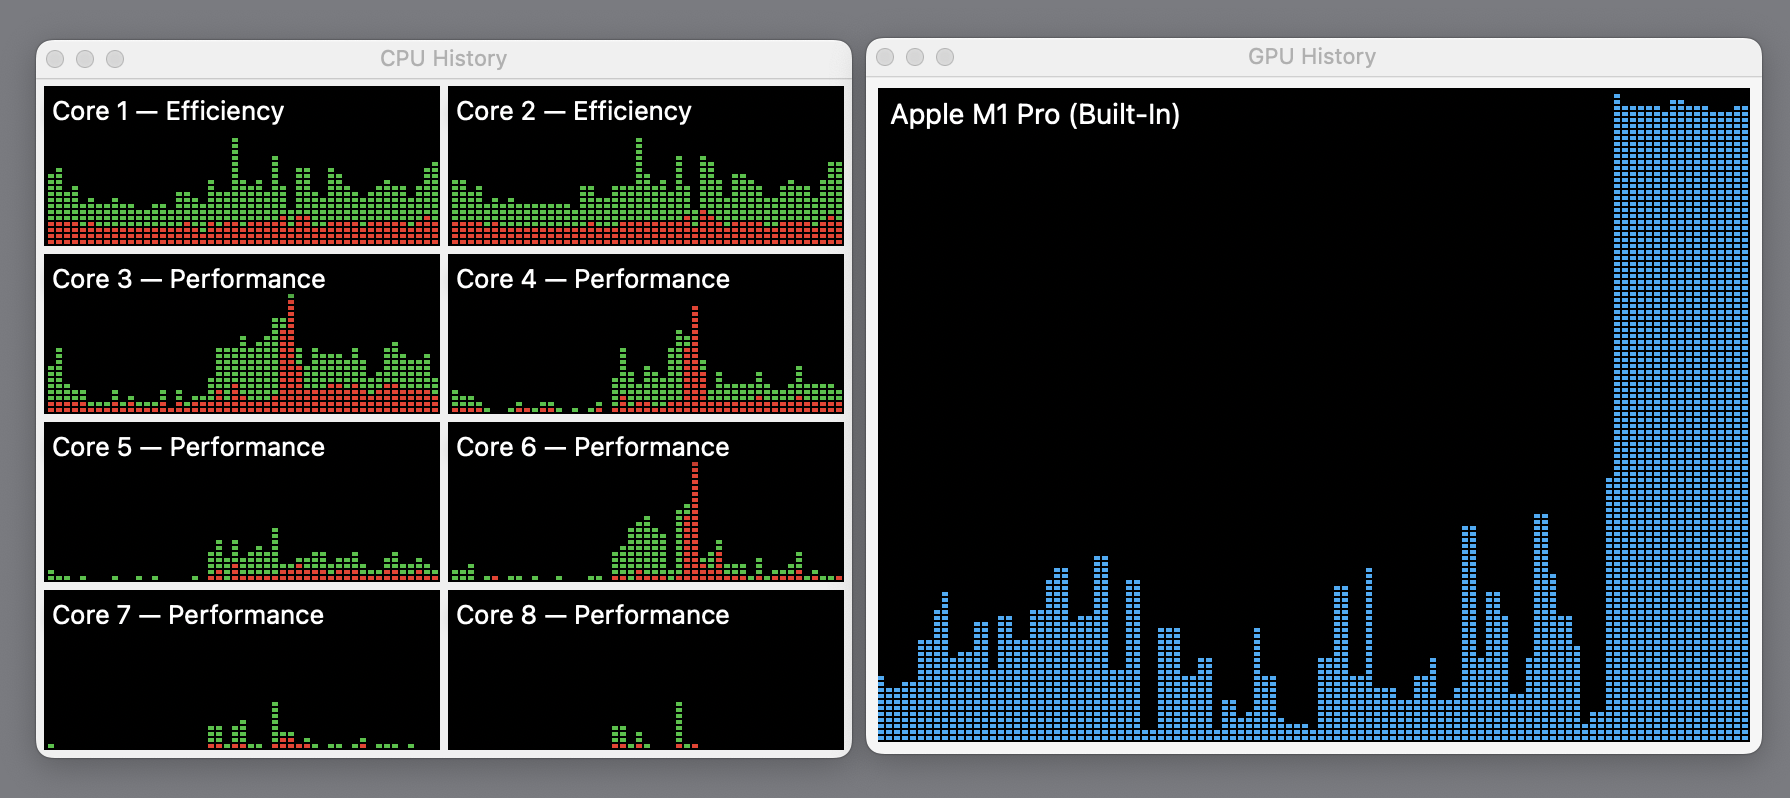 CPU History
Core 1 — Efficiency
Core 2 — Efficiency
Core 3 — Performance
Core 4 — Performance
Core 5 — Performance
Core 6 — Performance
Core 7 — Performance
Core 8 — Performance
GPU History
Apple M1 Pro (Built-In)